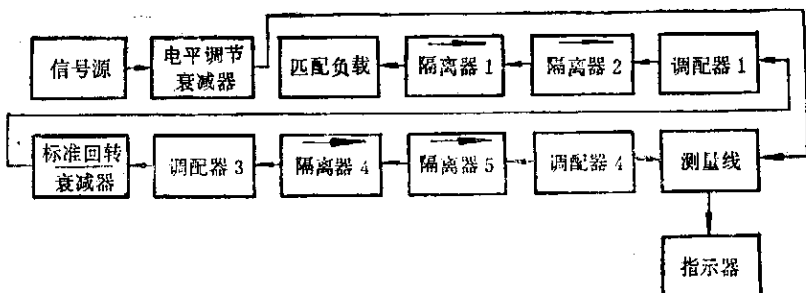 信号源
电平调节
衰减器
匹配负载
隔离器1
隔离器2
调配器1
标准回转
衰减器
调配器3
隔离器4
隔离器5
调配器4
测量线
指示器